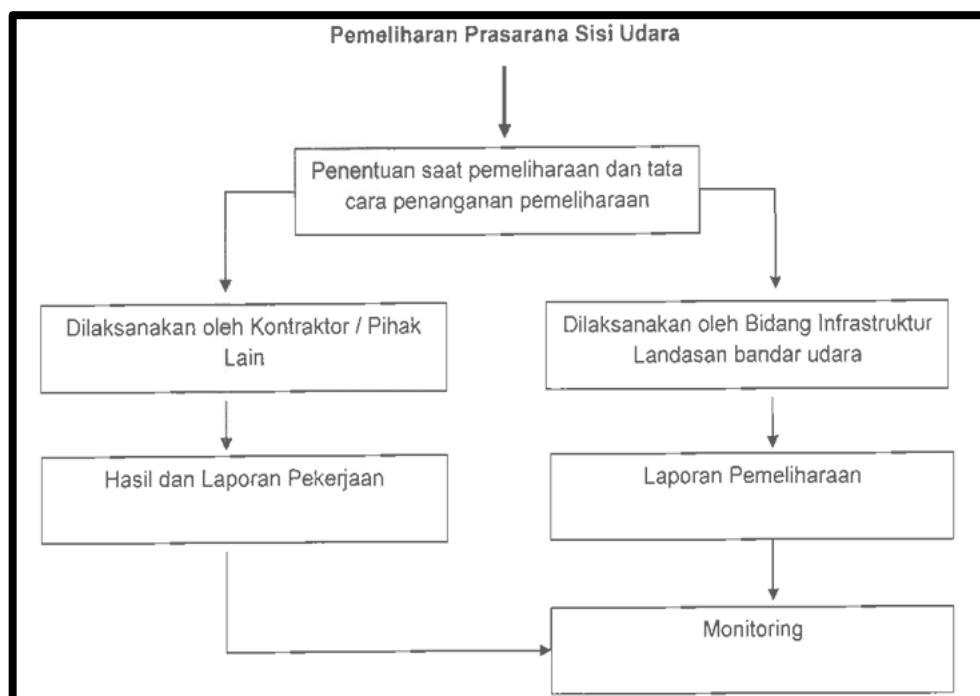 Pemeliharan Prasarana Sisi Udara
Penentuan saat pemeliharaan dan tata
cara penanganan pemeliharaan
Dilaksanakan oleh Kontraktor / Pihak
Lain
Dilaksanakan oleh Bidang Infrastruktur
Landasan bandar udara
Hasil dan Laporan Pekerjaan
Laporan Pemeliharaan
Monitoring